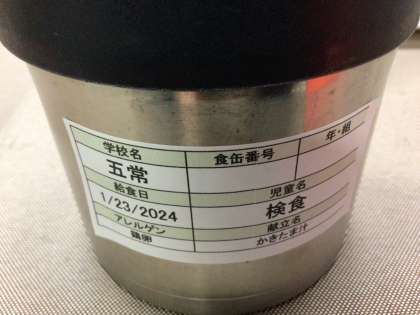 学校名 食缶番号 年・組
五常
給食日 児童名
1/23/2024 検食
アレルゲン 献立名
鶏卵 かきたま汁